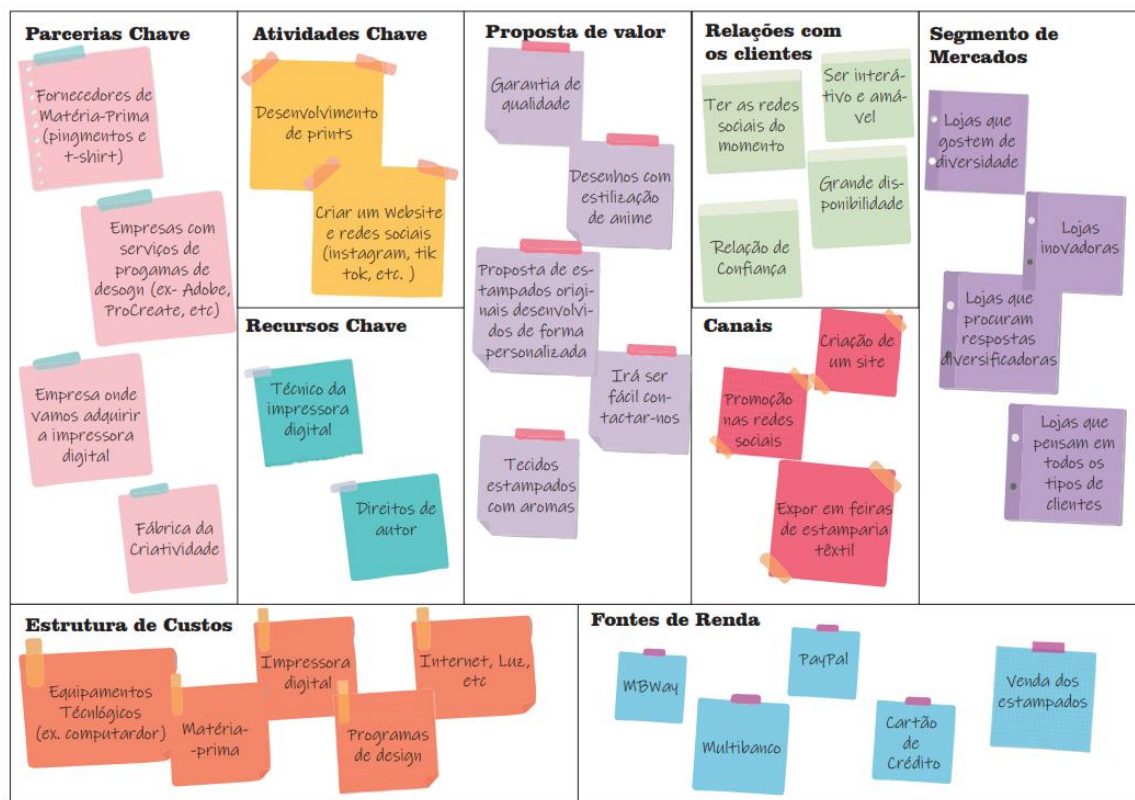 Parcerias Chave
Fornecedores de
Matéria-Prima
(pingmentos e
t-shirt)
Empresas com
serviços de
progamas de
desogn (ex- Adobe,
ProCreate, etc)
Empresa onde
vamos adquirir
a impressora
digital
Fábrica da
Criatividade
Atividades Chave
Desenvolvimento
de prints
Criar um Website
e redes sociais
(instagram, tik
tok, etc. )
Recursos Chave
Técnico da
impressora
digital
Direitos de
autor
Proposta de valor
Garantia de
qualidade
Desenhos com
estilização
de anime
Proposta de es-
tampados origi-
nais desenvolvi-
dos de forma
personalizada
Irá ser
fácil con-
tactar-nos
Tecidos
estampados
com aromas
Relações com
os clientes
Ter as redes
sociais do
momento
Ser interá-
tivo e amá-
vel
Grande dis-
ponibilidade
Relação de
Confiança
Canais
Criação de
um site
Promoção
nas redes
sociais
Expor em feiras
de estamparia
têxtil
Segmento de
Mercados
Lojas que
gostem de
diversidade
Lojas
inovadoras
Lojas que
procuram
respostas
diversificadoras
Lojas que
pensam em
todos os
tipos de
clientes
Estrutura de Custos
Equipamentos
Técnlógicos
(ex. computardor)
Matéria-
-prima
Impressora
digital
Programas
de design
Internet, Luz,
etc
Fontes de Renda
MBWay
Multibanco
PayPal
Cartão
de
Crédito
Venda dos
estampados